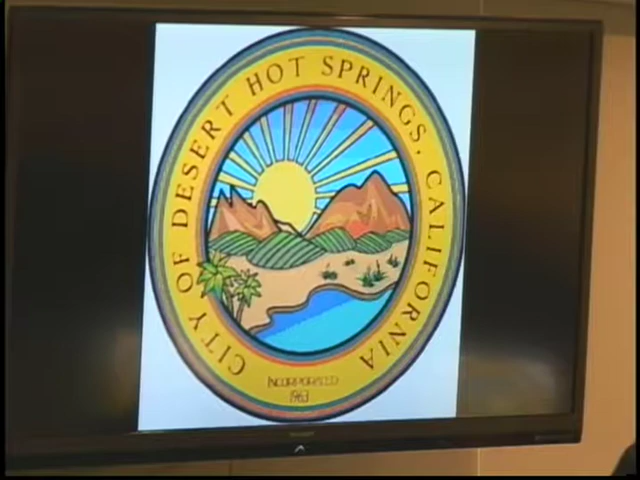 CITY OF DESERT HOT SPRINGS, CALIFORNIA
INCORPORATED
1963